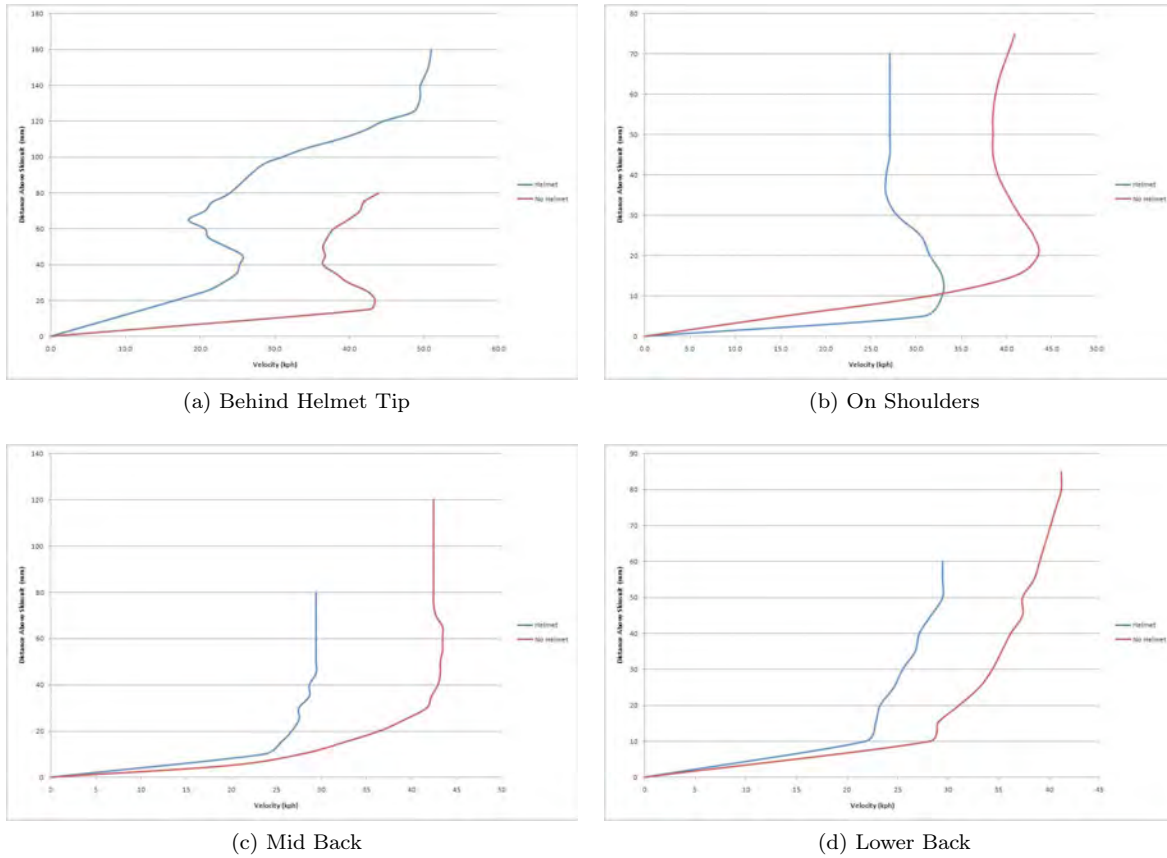 180
160
140
120
100
80
60
40
20
0
Distance Above Skinsuit (mm)
0.0 10.0 20.0 30.0 40.0 50.0 60.0
Velocity (kph)
Helmet
No Helmet
(a) Behind Helmet Tip
80
70
60
50
40
30
20
10
0
Distance Above Skinsuit (mm)
0.0 5.0 10.0 15.0 20.0 25.0 30.0 35.0 40.0 45.0 50.0
Velocity (kph)
Helmet
No Helmet
(b) On Shoulders
140
120
100
80
60
40
20
0
Distance Above Skinsuit (mm)
0 5 10 15 20 25 30 35 40 45 50
Velocity (kph)
Helmet
No Helmet
(c) Mid Back
90
80
70
60
50
40
30
20
10
0
Distance Above Skinsuit (mm)
0 5 10 15 20 25 30 35 40 45
Velocity (kph)
Helmet
No Helmet
(d) Lower Back